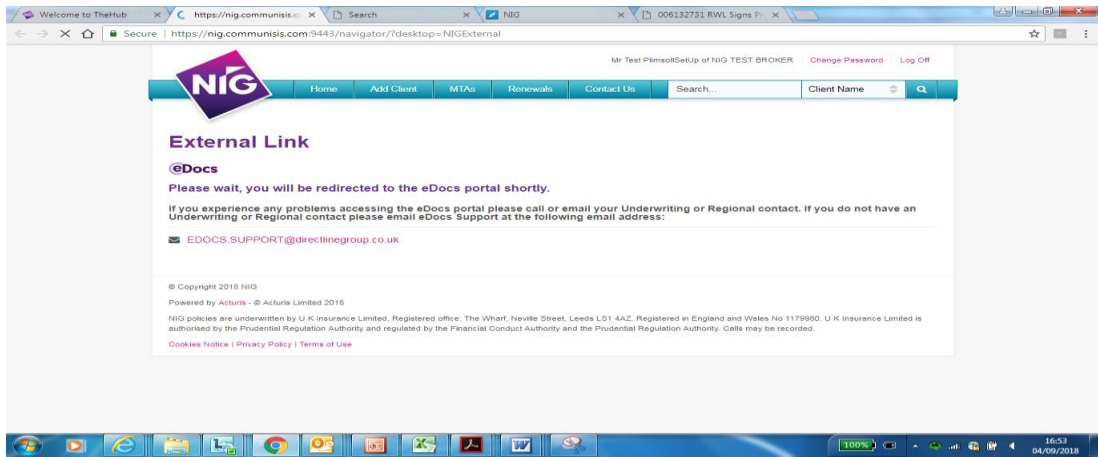 Welcome to TheHub
https://nig.communisis.c
Search
NIG
006132731 RWL Signs Pr
Secure | https://nig.communisis.com:9443/navigator/?desktop=NIGExternal
Mr Test PlimsollSetUp of NIG TEST BROKER Change Password Log Off
NIG
Home Add Client MTAs Renewals Contact Us Search... Client Name
External Link
eDocs
Please wait, you will be redirected to the eDocs portal shortly.
If you experience any problems accessing the eDocs portal please call or email your Underwriting or Regional contact. If you do not have an
Underwriting or Regional contact please email eDocs Support at the following email address:
EDOCS.SUPPORT@directlinegroup.co.uk
© Copyright 2018 NIG
Powered by Acturis - © Acturis Limited 2018
NIG policies are underwritten by U K Insurance Limited, Registered office: The Wharf, Neville Street, Leeds LS1 4AZ. Registered in England and Wales No 1179980. U K Insurance Limited is
authorised by the Prudential Regulation Authority and regulated by the Financial Conduct Authority and the Prudential Regulation Authority. Calls may be recorded.
Cookies Notice | Privacy Policy | Terms of Use
100%
16:53
04/09/2018